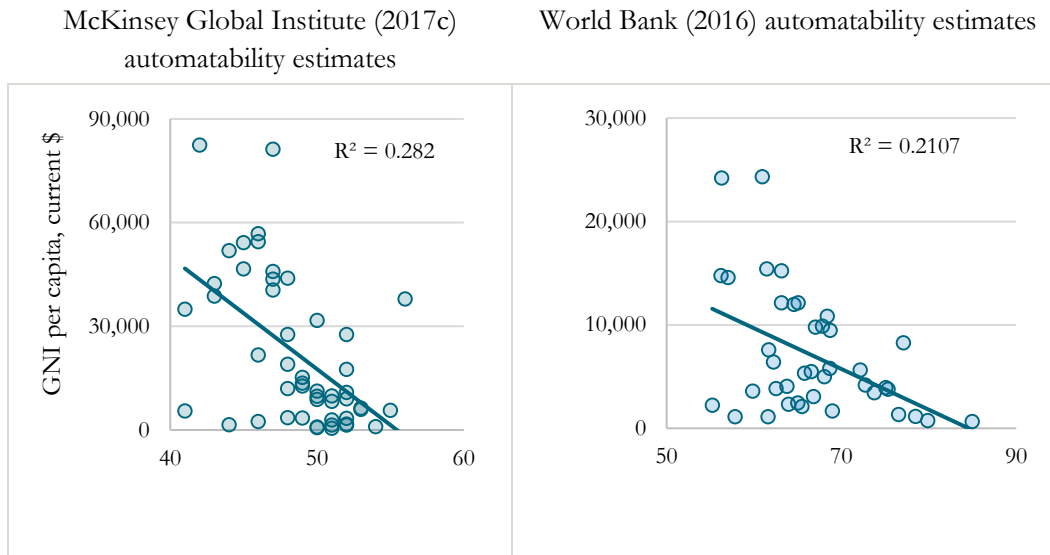 McKinsey Global Institute (2017c)
automatability estimates
World Bank (2016) automatability estimates
GNI per capita, current $
90,000
60,000
30,000
0
40
50
60
R² = 0.282
30,000
20,000
10,000
0
50
70
90
R² = 0.2107